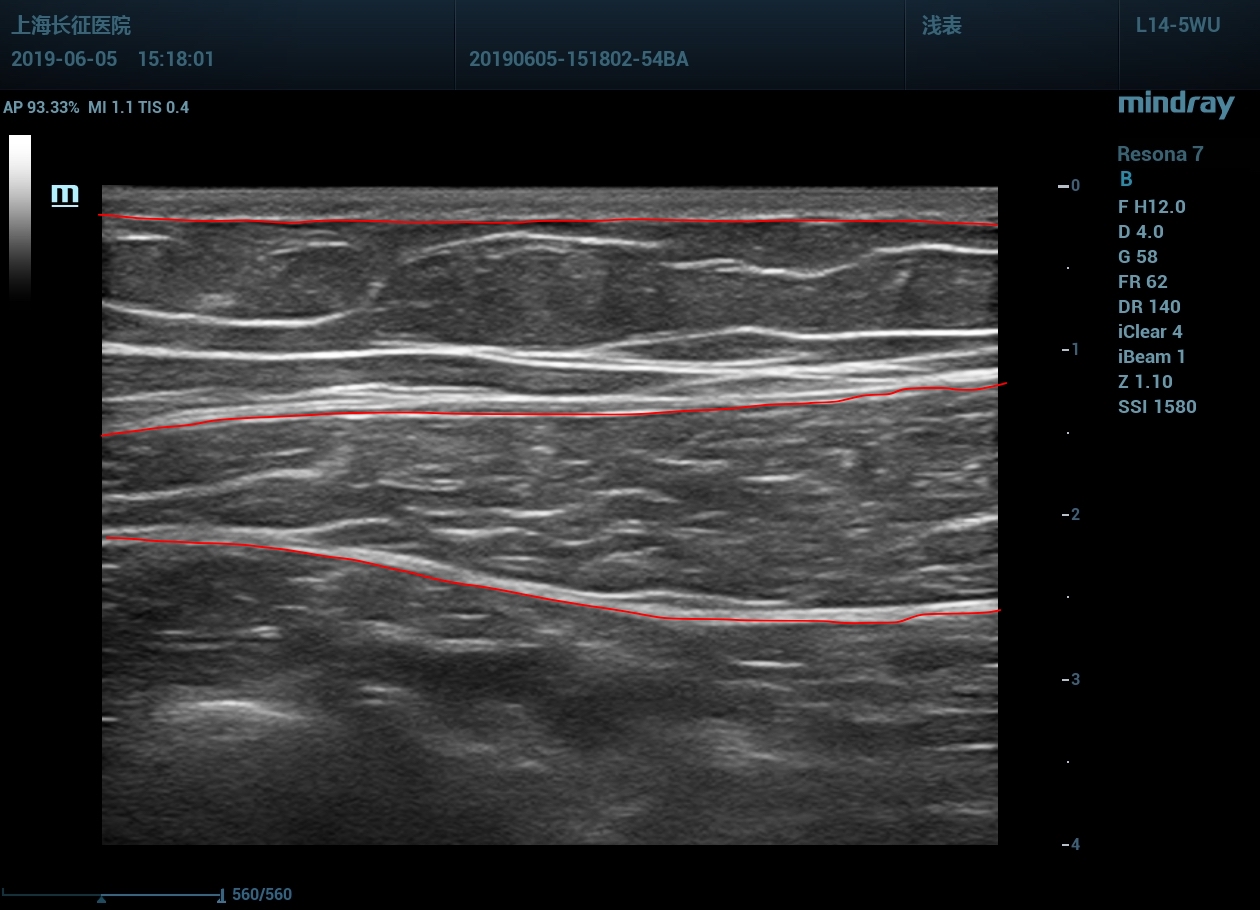 上海长征医院
2019-06-05 15:18:01
20190605-151802-54BA
浅表
L14-5WU
AP 93.33% MI 1.1 TIS 0.4
mindray
m
Resona 7
B
F H12.0
D 4.0
G 58
FR 62
DR 140
iClear 4
iBeam 1
Z 1.10
SSI 1580
0
1
2
3
4
560/560